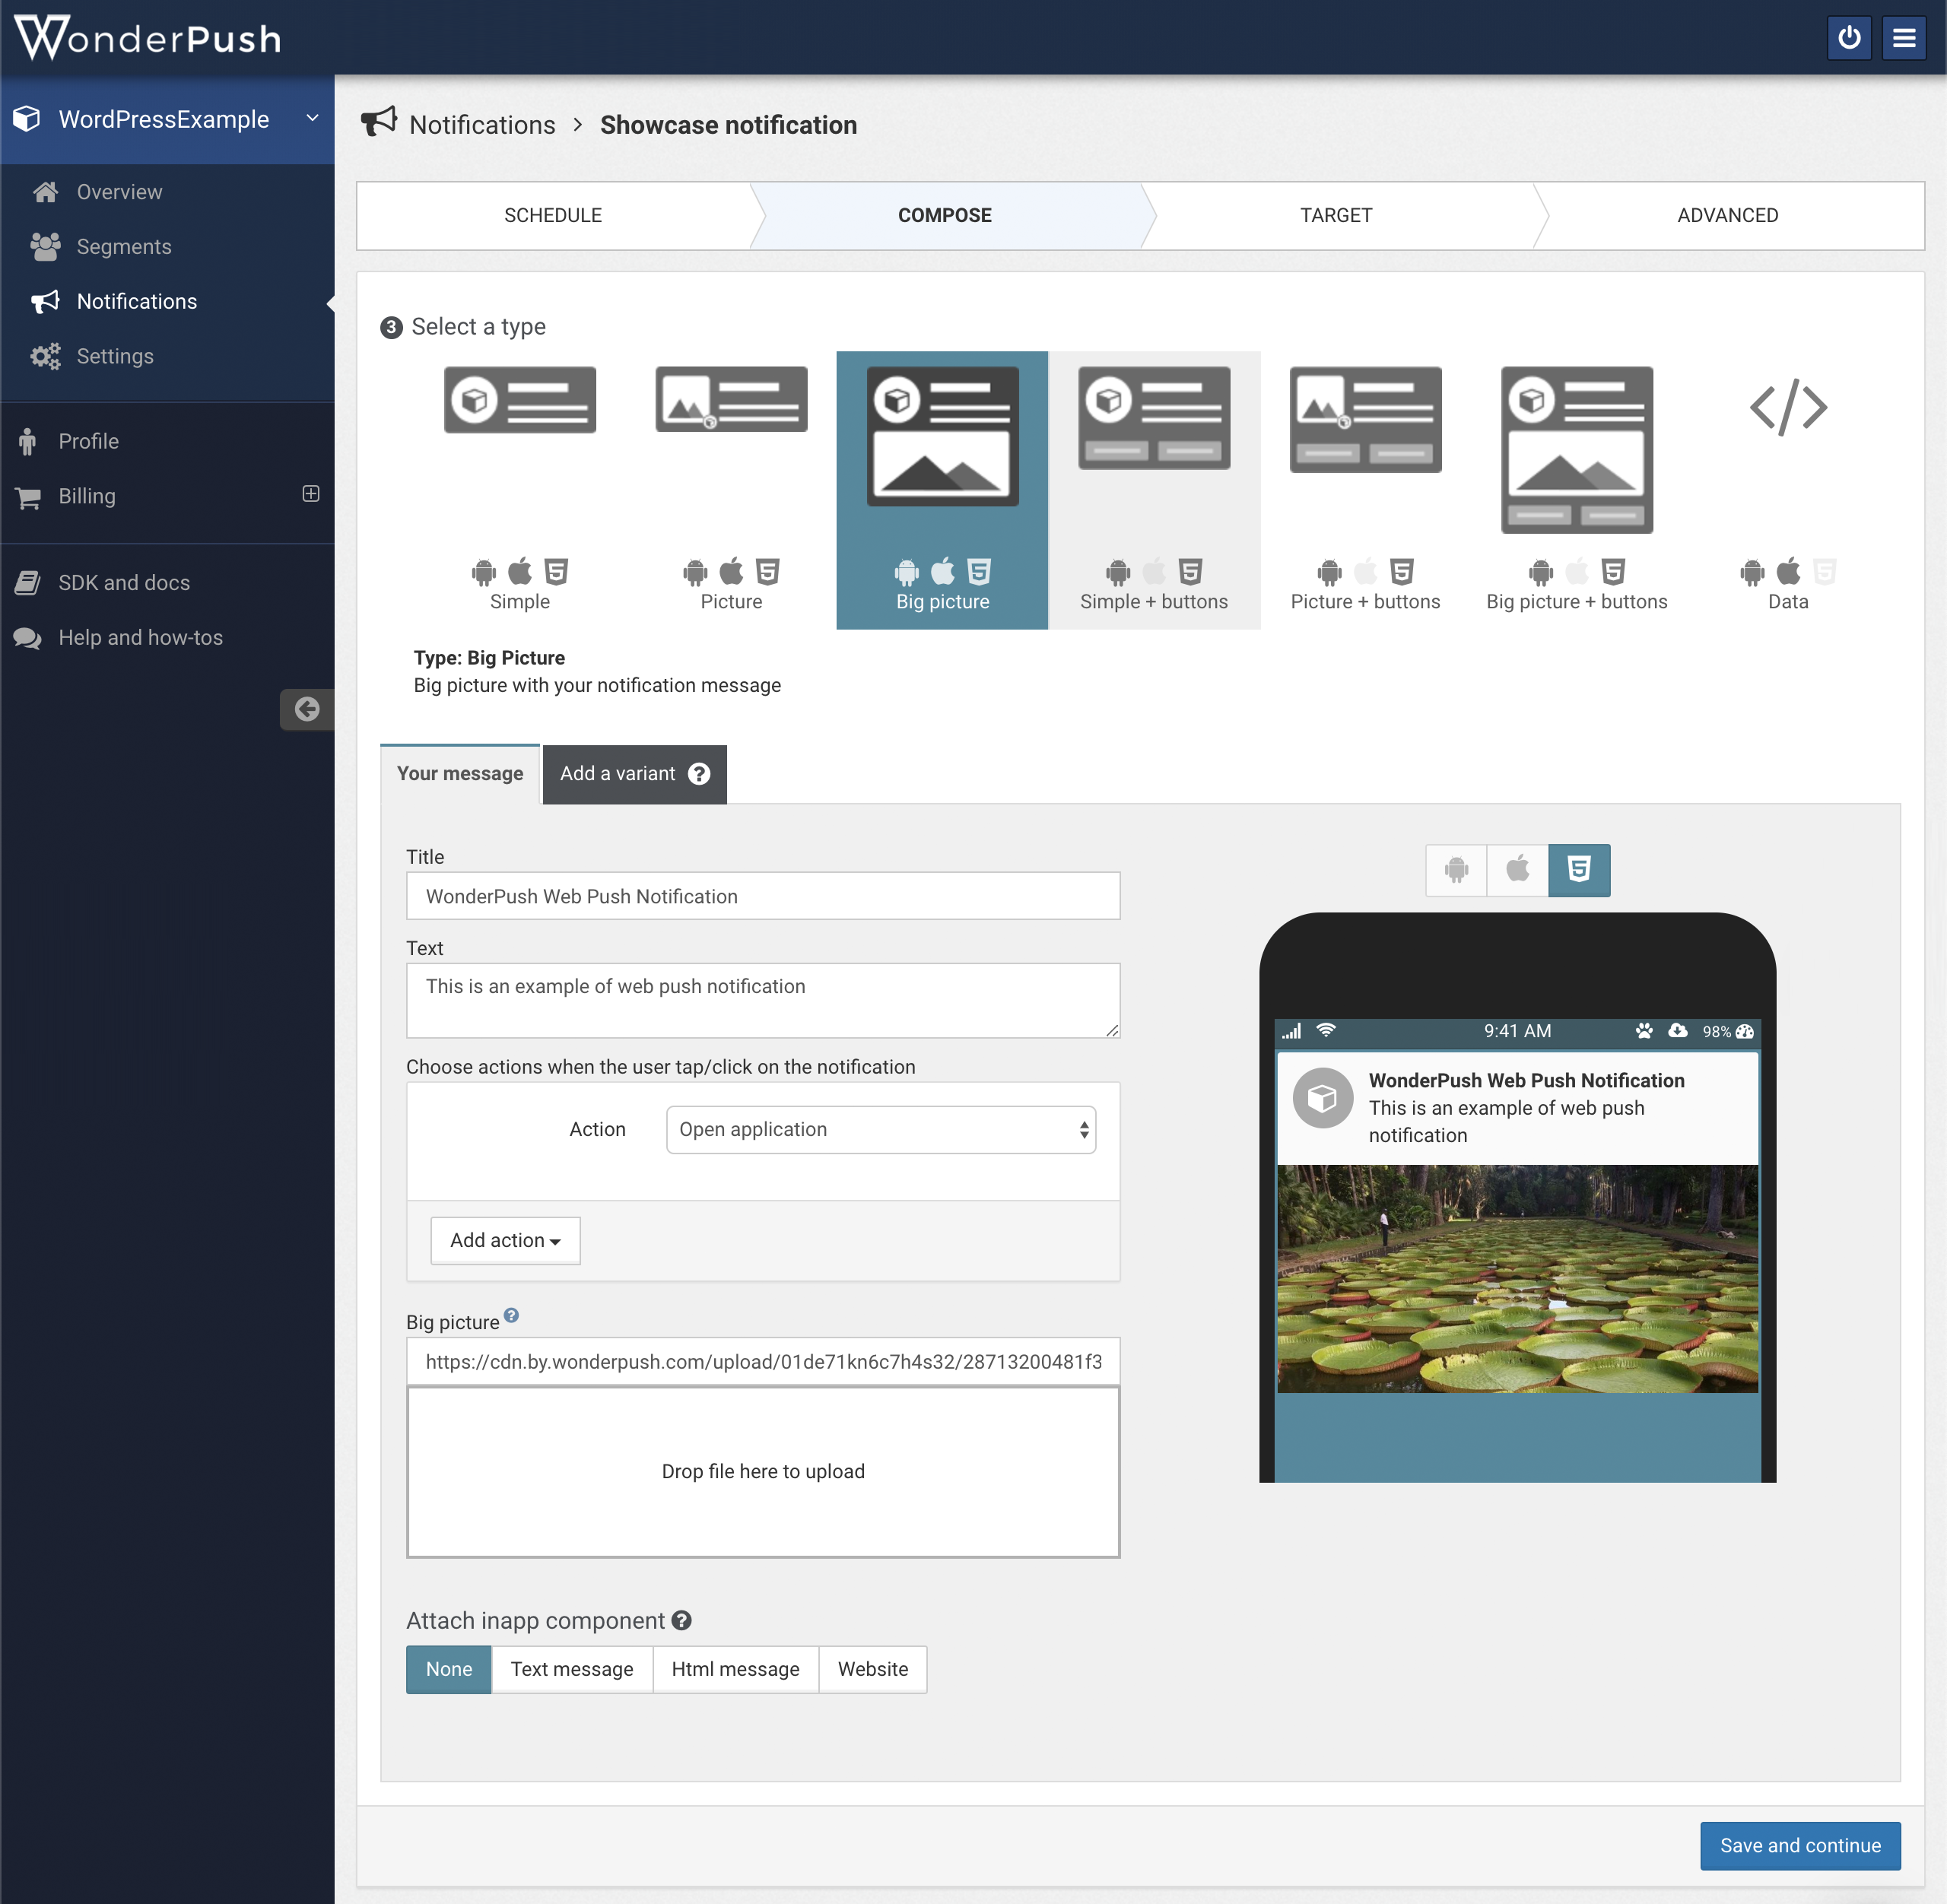 WonderPush
WordPressExample
Overview
Segments
Notifications
Settings
Profile
Billing
SDK and docs
Help and how-tos
Notifications > Showcase notification
SCHEDULE
COMPOSE
TARGET
ADVANCED
3 Select a type
Simple
Picture
Big picture
Simple + buttons
Picture + buttons
Big picture + buttons
Data
Type: Big Picture
Big picture with your notification message
Your message
Add a variant ?
Title
WonderPush Web Push Notification
Text
This is an example of web push notification
Choose actions when the user tap/click on the notification
Action
Open application
Add action
Big picture ?
https://cdn.by.wonderpush.com/upload/01de71kn6c7h4s32/28713200481f3
Drop file here to upload
Attach inapp component ?
None
Text message
Html message
Website
9:41 AM
98%
WonderPush Web Push Notification
This is an example of web push
notification
Save and continue